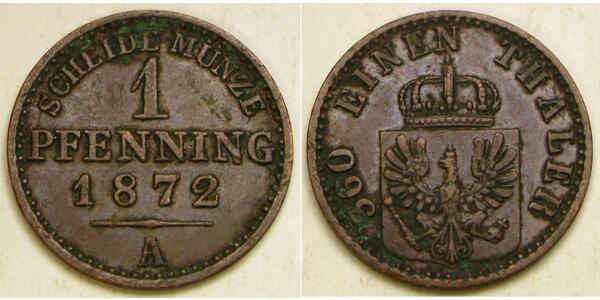 SCHEIDE MÜNZE
1
PFENNING
1872
A
360 EINEN THALER